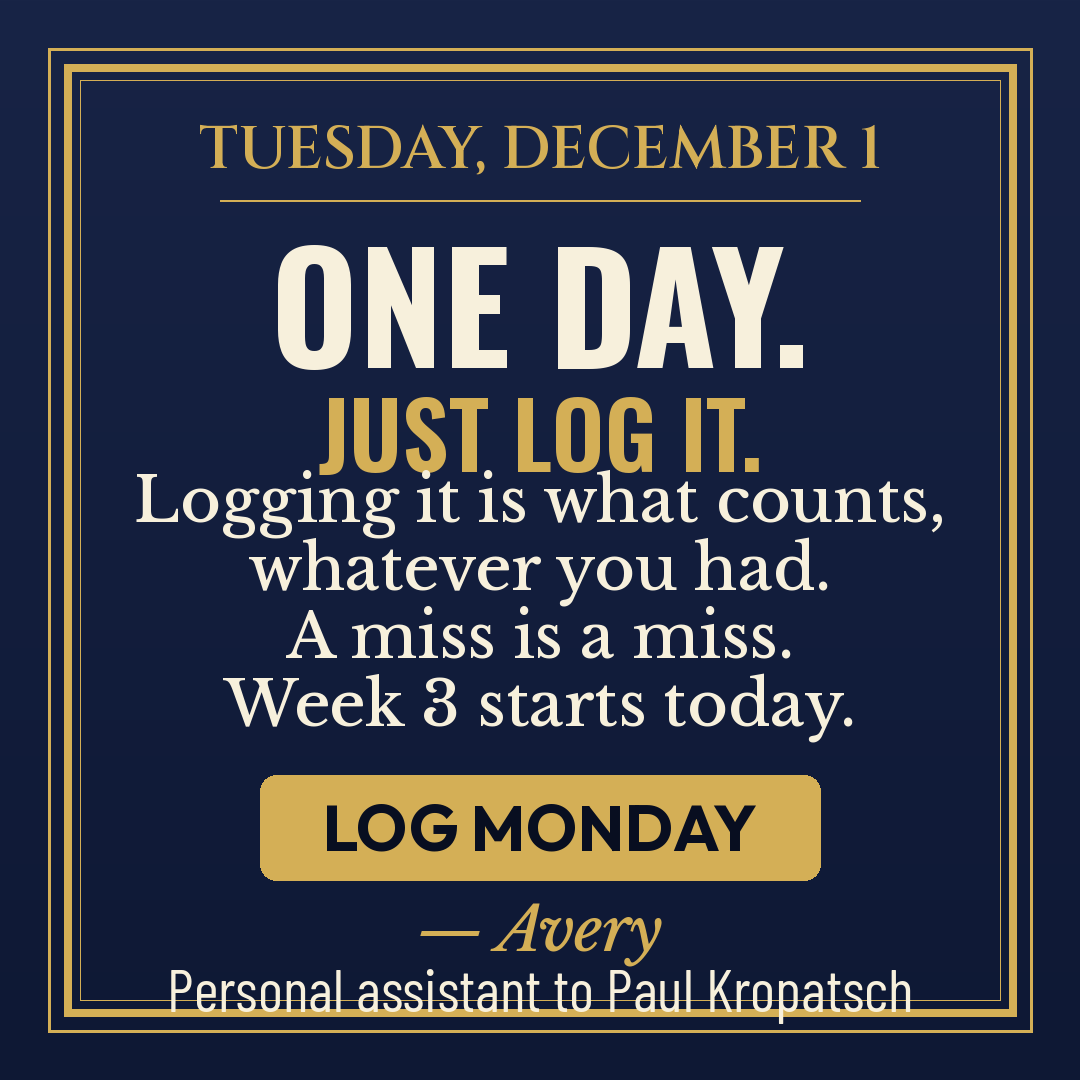 TUESDAY, DECEMBER 1
ONE DAY.
JUST LOG IT.
Logging it is what counts,
whatever you had.
A miss is a miss.
Week 3 starts today.
LOG MONDAY
— Avery
Personal assistant to Paul Kropatsch